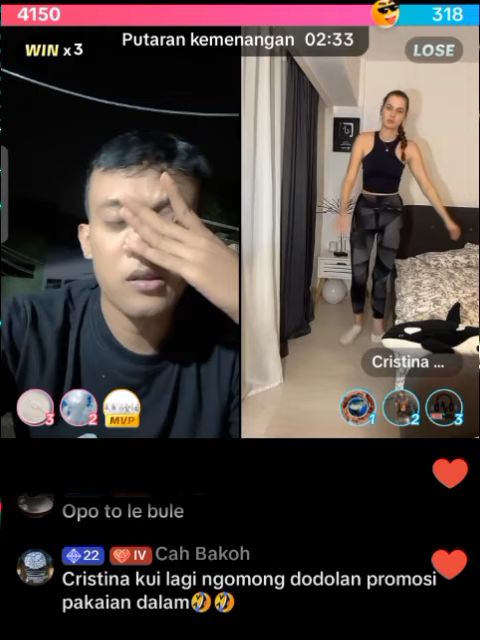 4150 318
WIN x3 Putaran kemenangan 02:33 LOSE
Cristina ...
3 2 MVP 1 2 3
Opo to le bule
22 IV Cah Bakoh
Cristina kui lagi ngomong dodolan promosi
pakaian dalam🤣🤣